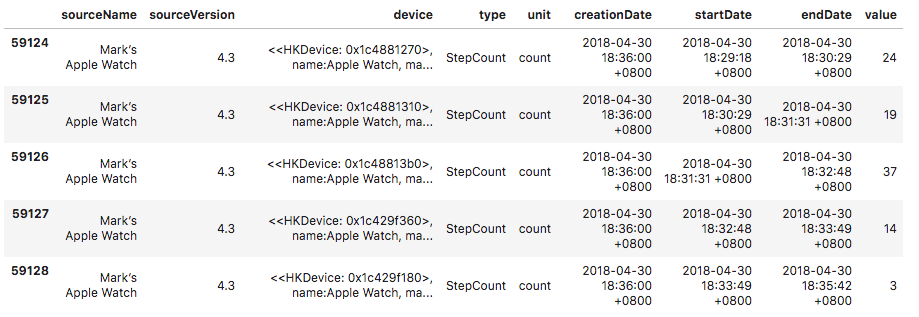 sourceName sourceVersion device type unit creationDate startDate endDate value
59124 Mark’s Apple Watch 4.3 <<HKDevice: 0x1c4881270>, name:Apple Watch, ma... StepCount count 2018-04-30 18:36:00 +0800 2018-04-30 18:29:18 +0800 2018-04-30 18:30:29 +0800 24
59125 Mark’s Apple Watch 4.3 <<HKDevice: 0x1c4881310>, name:Apple Watch, ma... StepCount count 2018-04-30 18:36:00 +0800 2018-04-30 18:30:29 +0800 2018-04-30 18:31:31 +0800 19
59126 Mark’s Apple Watch 4.3 <<HKDevice: 0x1c48813b0>, name:Apple Watch, ma... StepCount count 2018-04-30 18:36:00 +0800 2018-04-30 18:31:31 +0800 2018-04-30 18:32:48 +0800 37
59127 Mark’s Apple Watch 4.3 <<HKDevice: 0x1c429f360>, name:Apple Watch, ma... StepCount count 2018-04-30 18:36:00 +0800 2018-04-30 18:32:48 +0800 2018-04-30 18:33:49 +0800 14
59128 Mark’s Apple Watch 4.3 <<HKDevice: 0x1c429f180>, name:Apple Watch, ma... StepCount count 2018-04-30 18:36:00 +0800 2018-04-30 18:33:49 +0800 2018-04-30 18:35:42 +0800 3